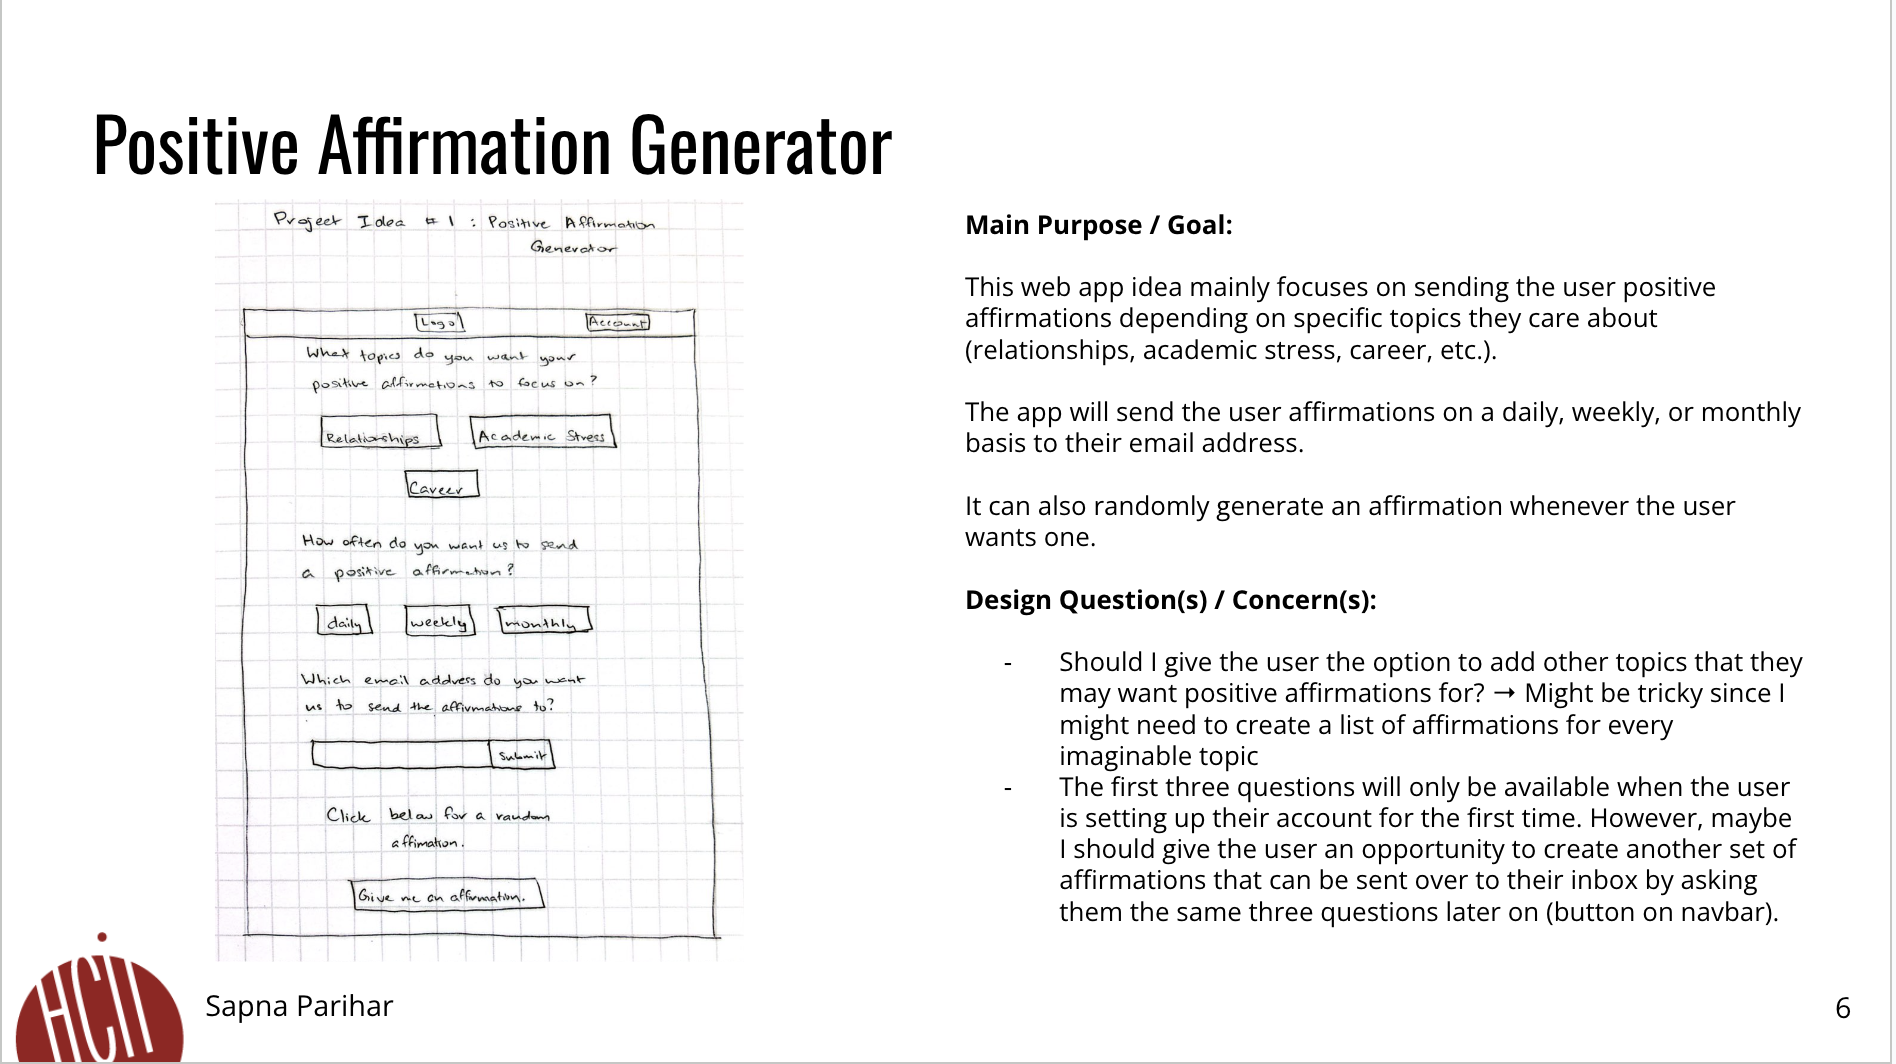 Positive Affirmation Generator
Project Idea # 1 : Positive Affirmation
Generator
Logo
Account
What topics do you want your
positive affirmations to focus on?
Relationships
Academic Stress
Career
How often do you want us to send
a positive affirmation?
daily
weekly
monthly
Which email address do you want
us to send the affirmations to?
Submit
Click below for a random
affimation.
Give me an affirmation.
Main Purpose / Goal:
This web app idea mainly focuses on sending the user positive
affirmations depending on specific topics they care about
(relationships, academic stress, career, etc.).
The app will send the user affirmations on a daily, weekly, or monthly
basis to their email address.
It can also randomly generate an affirmation whenever the user
wants one.
Design Question(s) / Concern(s):
- Should I give the user the option to add other topics that they
may want positive affirmations for? → Might be tricky since I
might need to create a list of affirmations for every
imaginable topic
- The first three questions will only be available when the user
is setting up their account for the first time. However, maybe
I should give the user an opportunity to create another set of
affirmations that can be sent over to their inbox by asking
them the same three questions later on (button on navbar).
HCII
Sapna Parihar
6